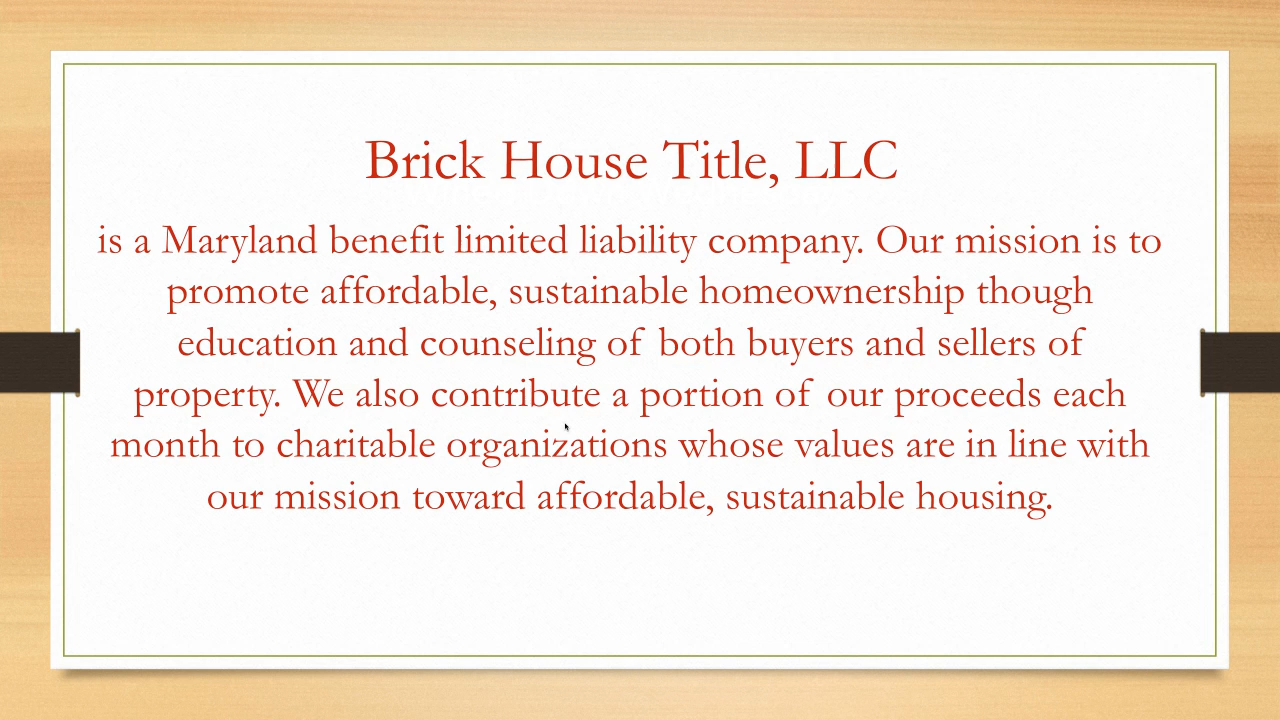 Brick House Title, LLC
is a Maryland benefit limited liability company. Our mission is to
promote affordable, sustainable homeownership though
education and counseling of both buyers and sellers of
property. We also contribute a portion of our proceeds each
month to charitable organizations whose values are in line with
our mission toward affordable, sustainable housing.